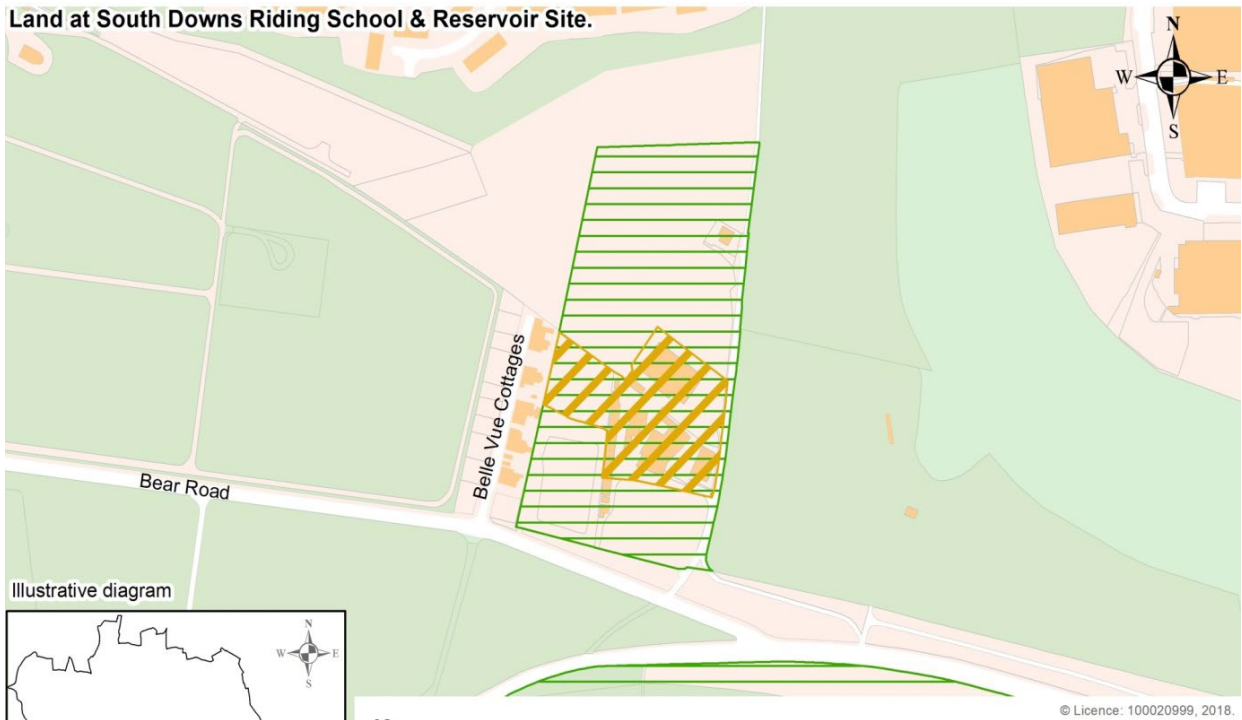 Land at South Downs Riding School & Reservoir Site.
N
W E
S
Belle Vue Cottages
Bear Road
Illustrative diagram
N
W E
S
© Licence: 100020999, 2018.